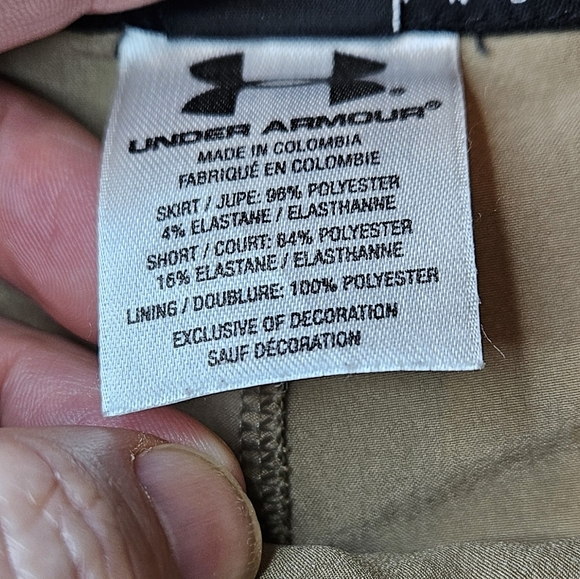 UNDER ARMOUR®
MADE IN COLOMBIA
FABRIQUÉ EN COLOMBIE
SKIRT / JUPE: 96% POLYESTER
4% ELASTANE / ELASTHANNE
SHORT / COURT: 84% POLYESTER
16% ELASTANE / ELASTHANNE
LINING / DOUBLURE: 100% POLYESTER
EXCLUSIVE OF DECORATION
SAUF DÉCORATION